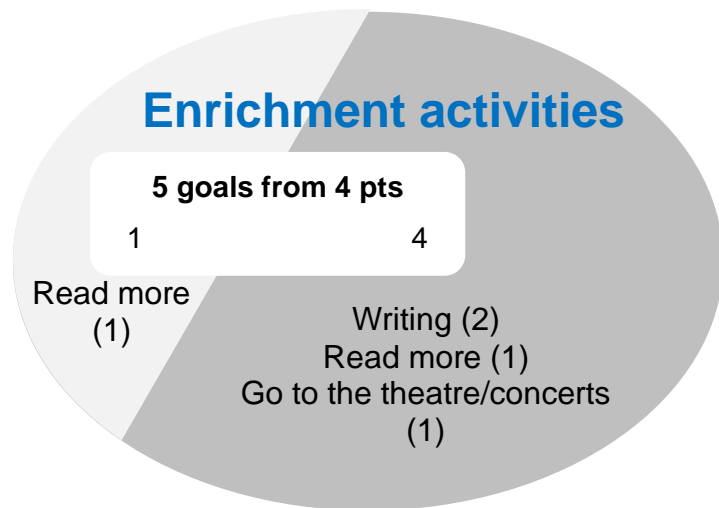 Enrichment activities
5 goals from 4 pts
1 4
Read more
(1)
Writing (2)
Read more (1)
Go to the theatre/concerts
(1)